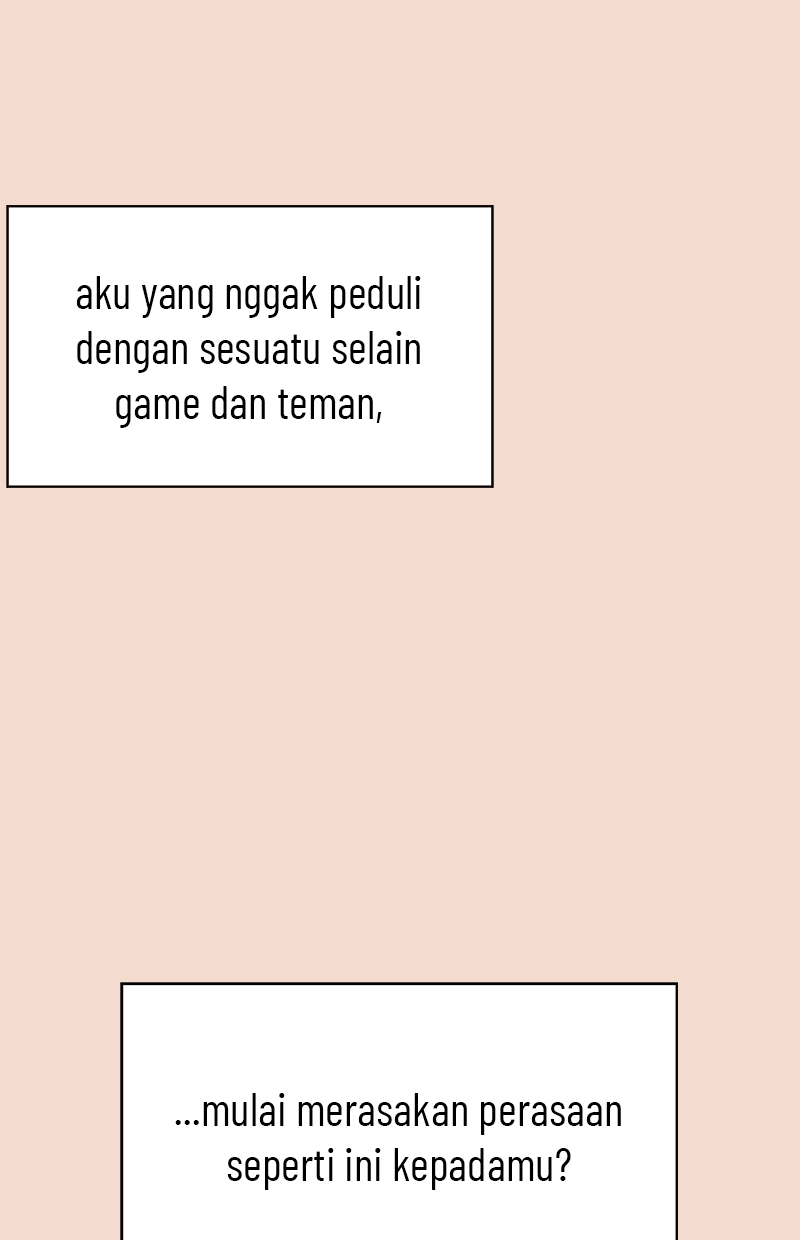 aku yang nggak peduli
dengan sesuatu selain
game dan teman,
...mulai merasakan perasaan
seperti ini kepadamu?